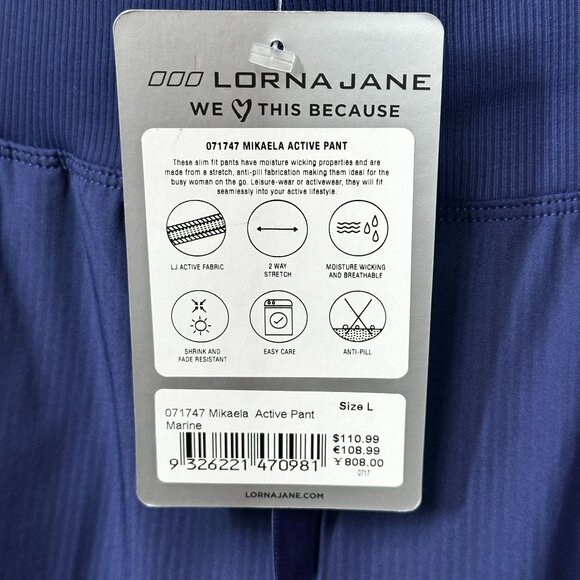 LORNA JANE
WE ♡ THIS BECAUSE
071747 MIKAELA ACTIVE PANT
These slim fit pants have moisture wicking properties and are
made from a stretch, anti-pill fabrication making them ideal for the
busy woman on the go. Leisure-wear or activewear, they will fit
seamlessly into your active lifestyle.
LJ ACTIVE FABRIC
2 WAY
STRETCH
MOISTURE WICKING
AND BREATHABLE
SHRINK AND
FADE RESISTANT
EASY CARE
ANTI-PILL
071747 Mikaela Active Pant
Marine
Size L
$110.99
€108.99
¥808.00
0717
9 326221 470981
LORNAJANE.COM